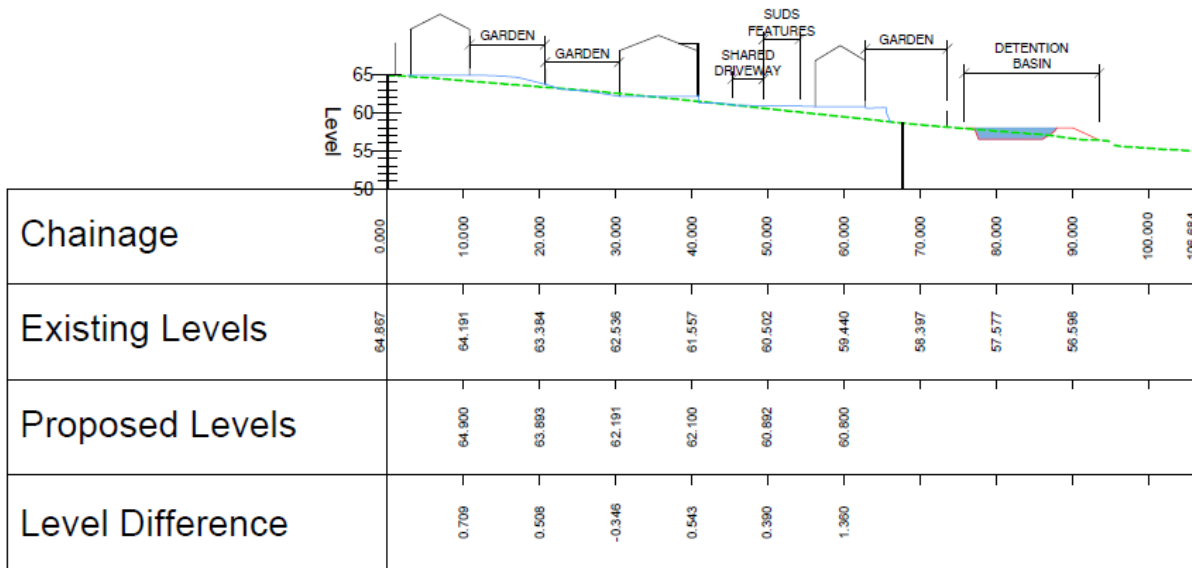 SUDS
FEATURES
GARDEN
GARDEN
GARDEN
SHARED
DRIVEWAY
DETENTION
BASIN
65
60
55
50
Level
Chainage
0.000 10.000 20.000 30.000 40.000 50.000 60.000 70.000 80.000 90.000 100.000
Existing Levels
64.867 64.191 63.384 62.536 61.557 60.502 59.440 58.397 57.577 56.598
Proposed Levels
64.900 63.893 62.191 62.100 60.892 60.800
Level Difference
0.709 0.508 -0.346 0.543 0.390 1.360